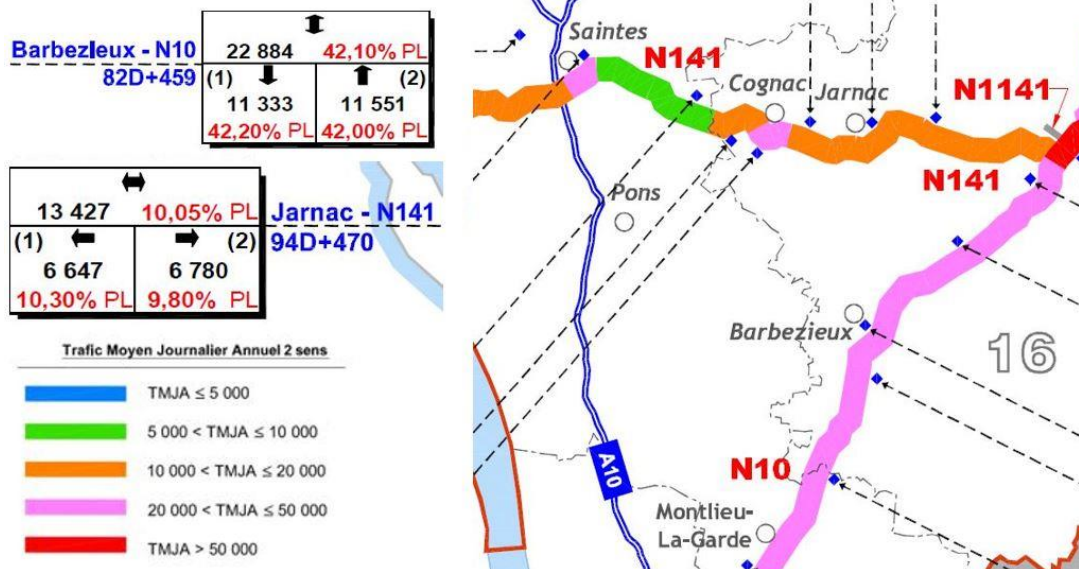 Barbezieux - N10
82D+459
22 884 42,10% PL
(1) (2)
11 333 11 551
42,20% PL 42,00% PL
13 427 10,05% PL
Jarnac - N141
94D+470
(1) (2)
6 647 6 780
10,30% PL 9,80% PL
Trafic Moyen Journalier Annuel 2 sens
TMJA ≤ 5 000
5 000 < TMJA ≤ 10 000
10 000 < TMJA ≤ 20 000
20 000 < TMJA ≤ 50 000
TMJA > 50 000
Saintes
N141
Cognac
Jarnac
N1141
N141
Pons
Barbezieux
16
A10
N10
Montlieu-
La-Garde